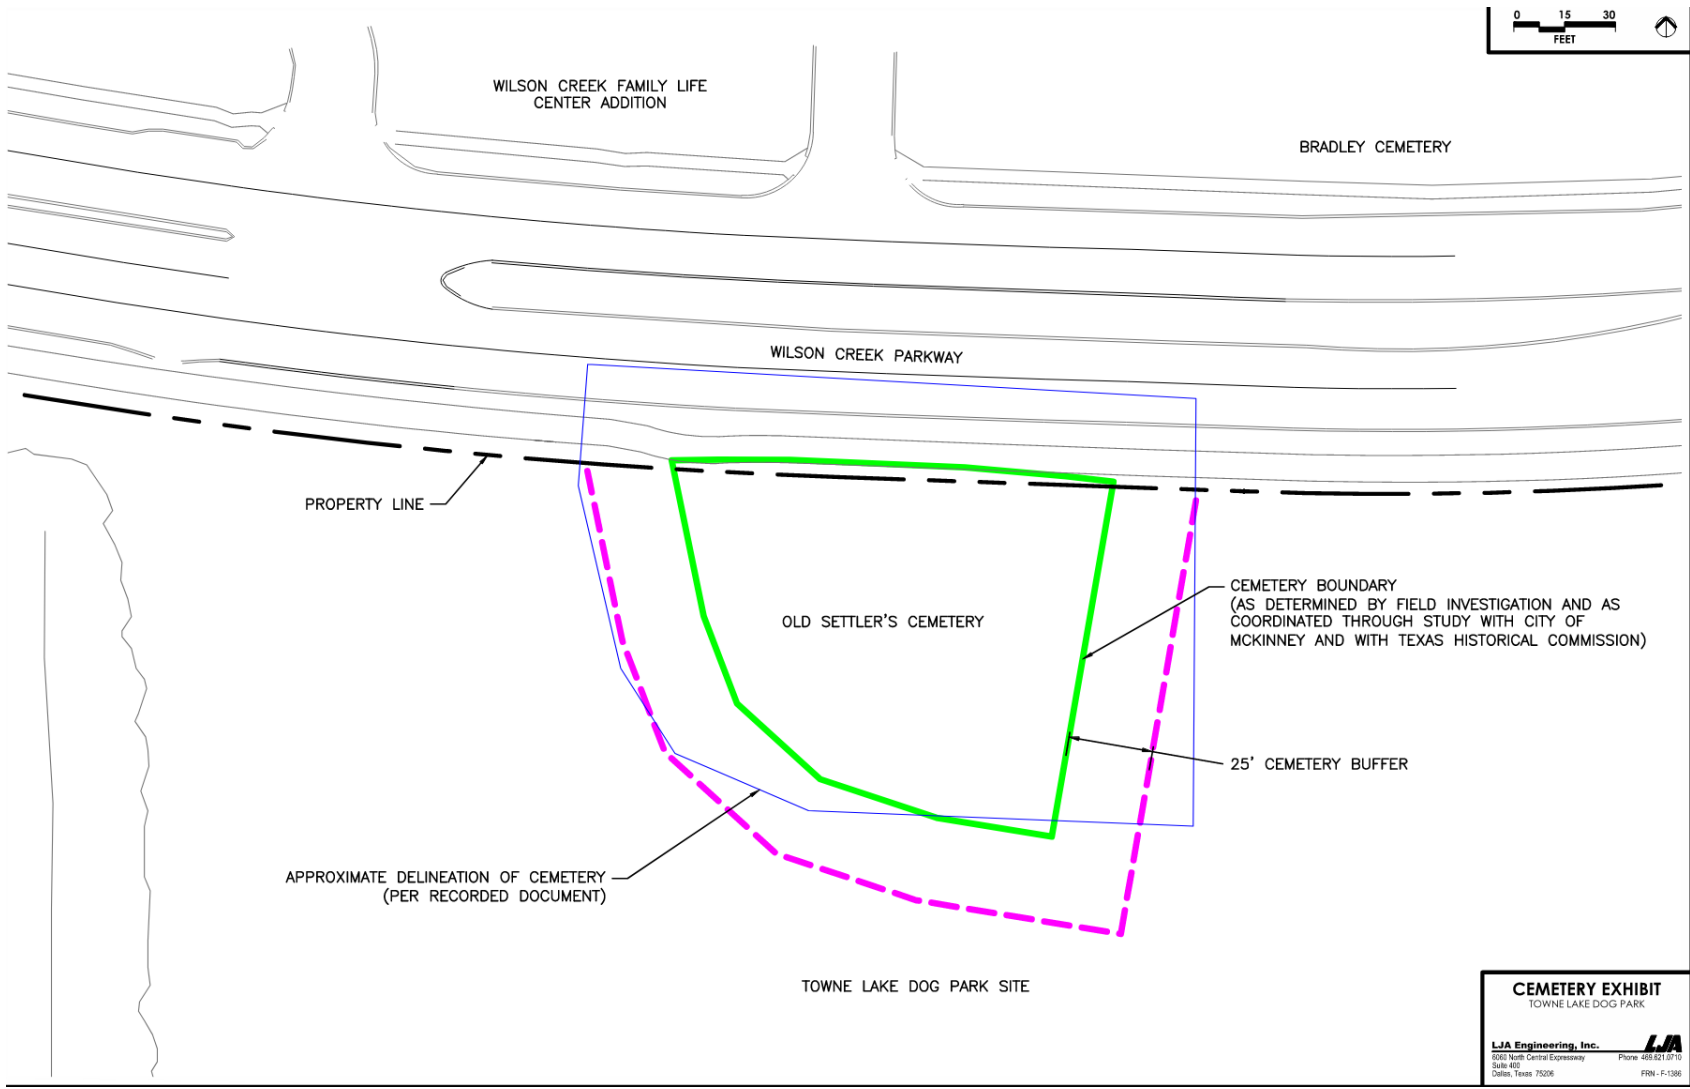 0 15 30
FEET
WILSON CREEK FAMILY LIFE
CENTER ADDITION
BRADLEY CEMETERY
WILSON CREEK PARKWAY
PROPERTY LINE
CEMETERY BOUNDARY
(AS DETERMINED BY FIELD INVESTIGATION AND AS
COORDINATED THROUGH STUDY WITH CITY OF
MCKINNEY AND WITH TEXAS HISTORICAL COMMISSION)
OLD SETTLER'S CEMETERY
25' CEMETERY BUFFER
APPROXIMATE DELINEATION OF CEMETERY
(PER RECORDED DOCUMENT)
TOWNE LAKE DOG PARK SITE
CEMETERY EXHIBIT
TOWNE LAKE DOG PARK
LJA Engineering, Inc.
LJA
6060 North Central Expressway Phone 469.621.0710
Suite 400
Dallas, Texas 75206 FRN - F-1386